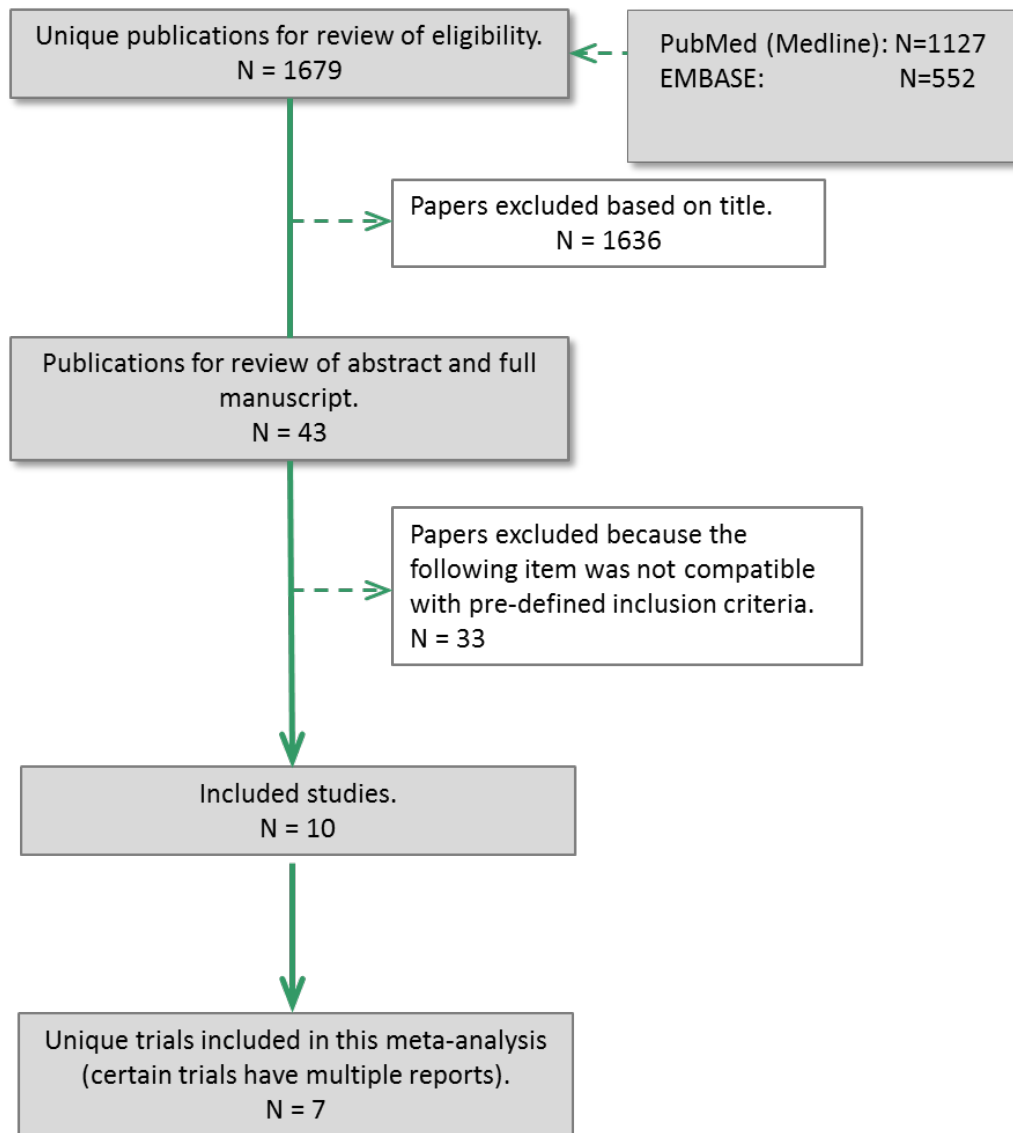 Unique publications for review of eligibility.
N = 1679
PubMed (Medline): N=1127
EMBASE: N=552
Papers excluded based on title.
N = 1636
Publications for review of abstract and full
manuscript.
N = 43
Papers excluded because the
following item was not compatible
with pre-defined inclusion criteria.
N = 33
Included studies.
N = 10
Unique trials included in this meta-analysis
(certain trials have multiple reports).
N = 7